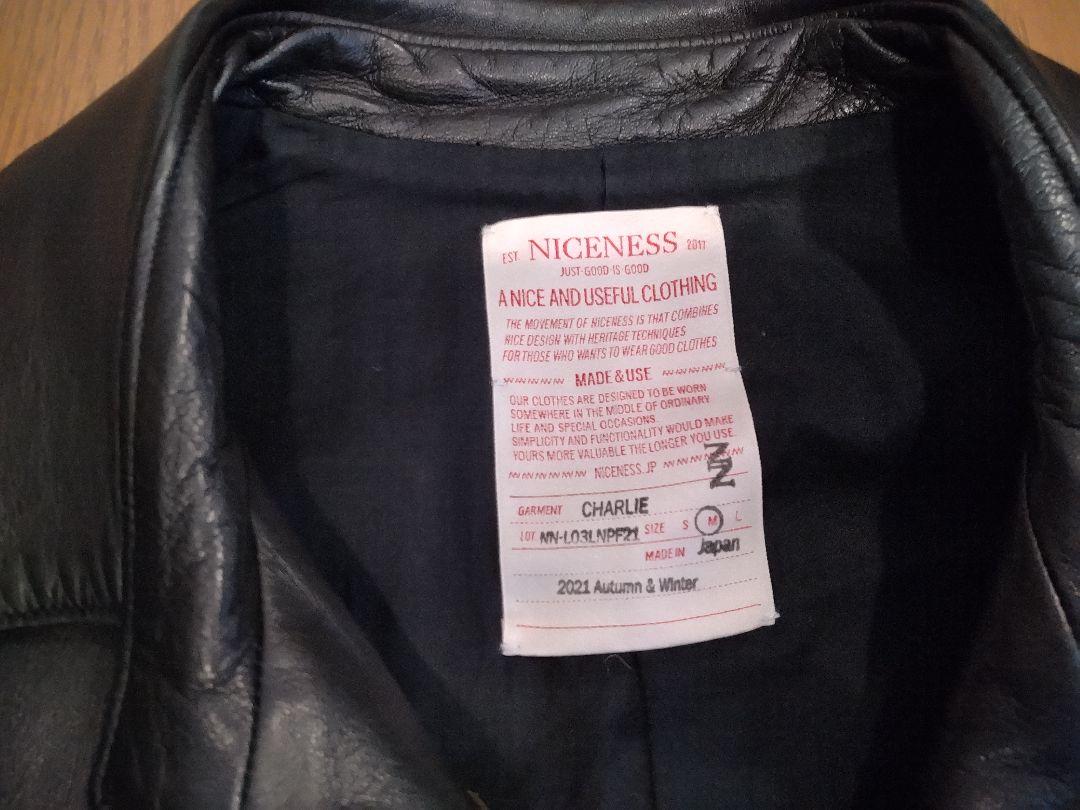 EST. NICENESS 2017
JUST·GOOD·IS·GOOD
A NICE AND USEFUL CLOTHING
THE MOVEMENT OF NICENESS IS THAT COMBINES
NICE DESIGN WITH HERITAGE TECHNIQUES
FOR THOSE WHO WANTS TO WEAR GOOD CLOTHES
MADE & USE
OUR CLOTHES ARE DESIGNED TO BE WORN
SOMEWHERE IN THE MIDDLE OF ORDINARY
LIFE AND SPECIAL OCCASIONS
SIMPLICITY AND FUNCTIONALITY WOULD MAKE
YOURS MORE VALUABLE THE LONGER YOU USE.
NICENESS.JP
NN
GARMENT CHARLIE
LOT NN-L03LNPF21 SIZE S M L
MADE IN Japan
2021 Autumn & Winter